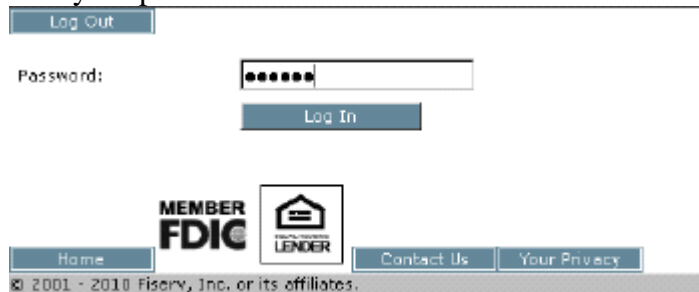 Log Out
Password:
Log In
MEMBER
FDIC
LENDER
Home
Contact Us
Your Privacy
© 2001 - 2010 Fiserv, Inc. or its affiliates.